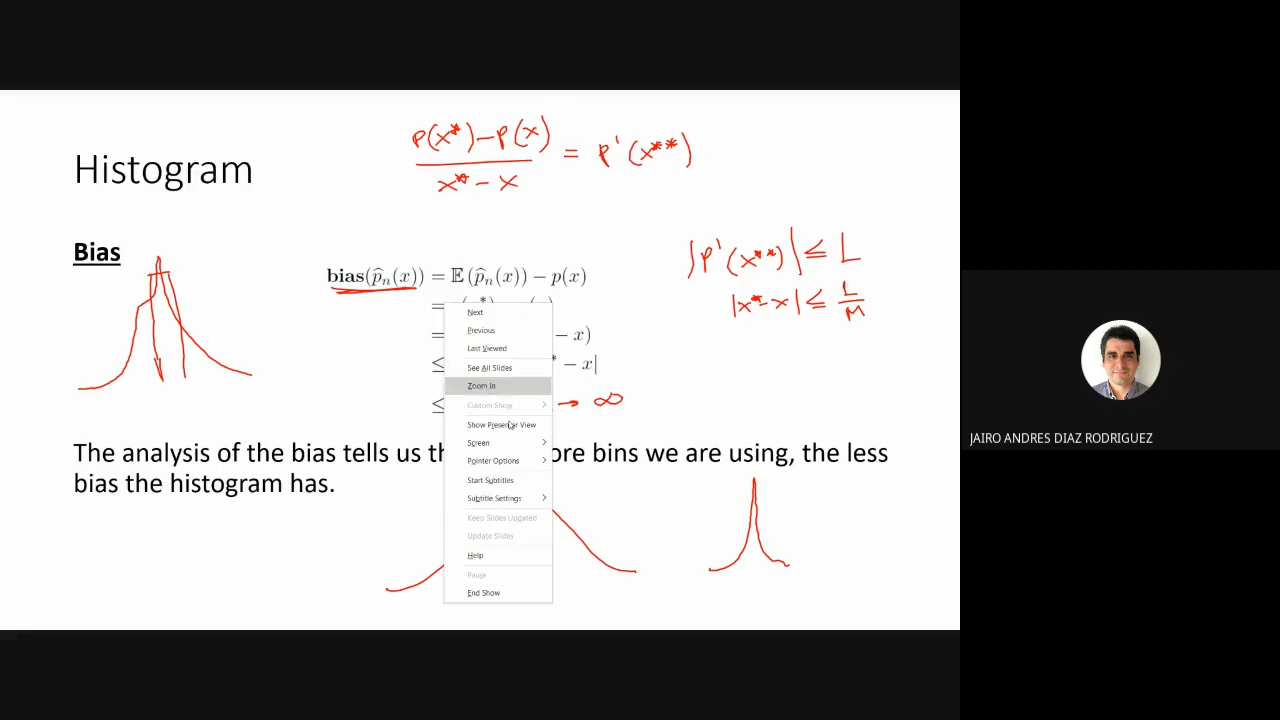 p(x*) – p(x)
x* – x
= p'(x**)
Histogram
Bias
|p'(x**)| ≤ L
|x* – x| ≤ L/M
bias(p̂n(x)) = 𝔼 (p̂n(x)) − p(x)
=
= − x)
≤ * − x|
≤ → ∞
Next
Previous
Last Viewed
See All Slides
Zoom In
Custom Show
Show Presenter View
Screen
Pointer Options
Start Subtitles
Subtitle Settings
Keep Slides Updated
Update Slides
Help
Pause
End Show
The analysis of the bias tells us th ore bins we are using, the less
bias the histogram has.
JAIRO ANDRES DIAZ RODRIGUEZ